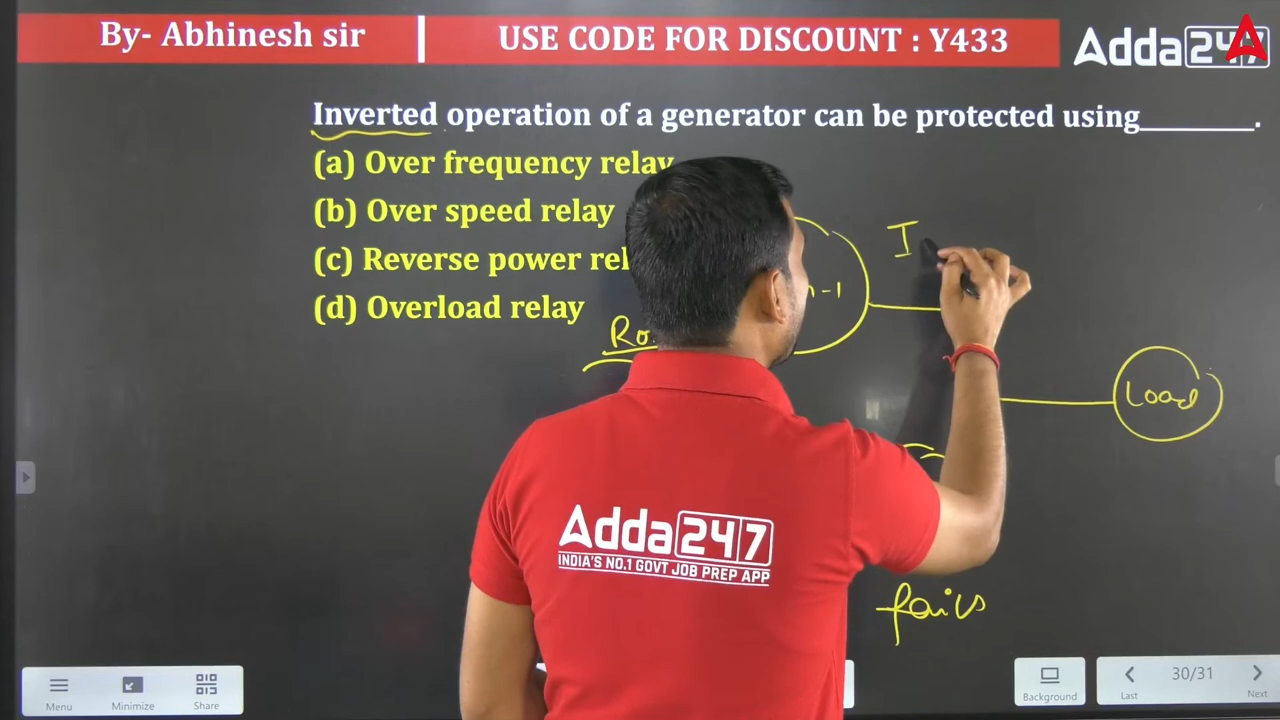 By- Abhinesh sir
USE CODE FOR DISCOUNT : Y433
Adda247
Inverted operation of a generator can be protected using________.
(a) Over frequency relay
(b) Over speed relay
(c) Reverse power rel
(d) Overload relay
I
-1
Ro
Load
Adda247
INDIA'S NO.1 GOVT JOB PREP APP
fails
Menu
Minimize
Share
Background
Last
30/31
Next